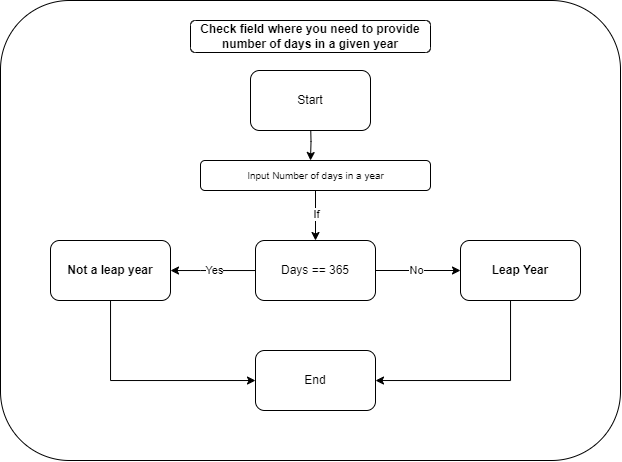 Check field where you need to provide
number of days in a given year
Start
Input Number of days in a year
If
Not a leap year
Yes
Days == 365
No
Leap Year
End